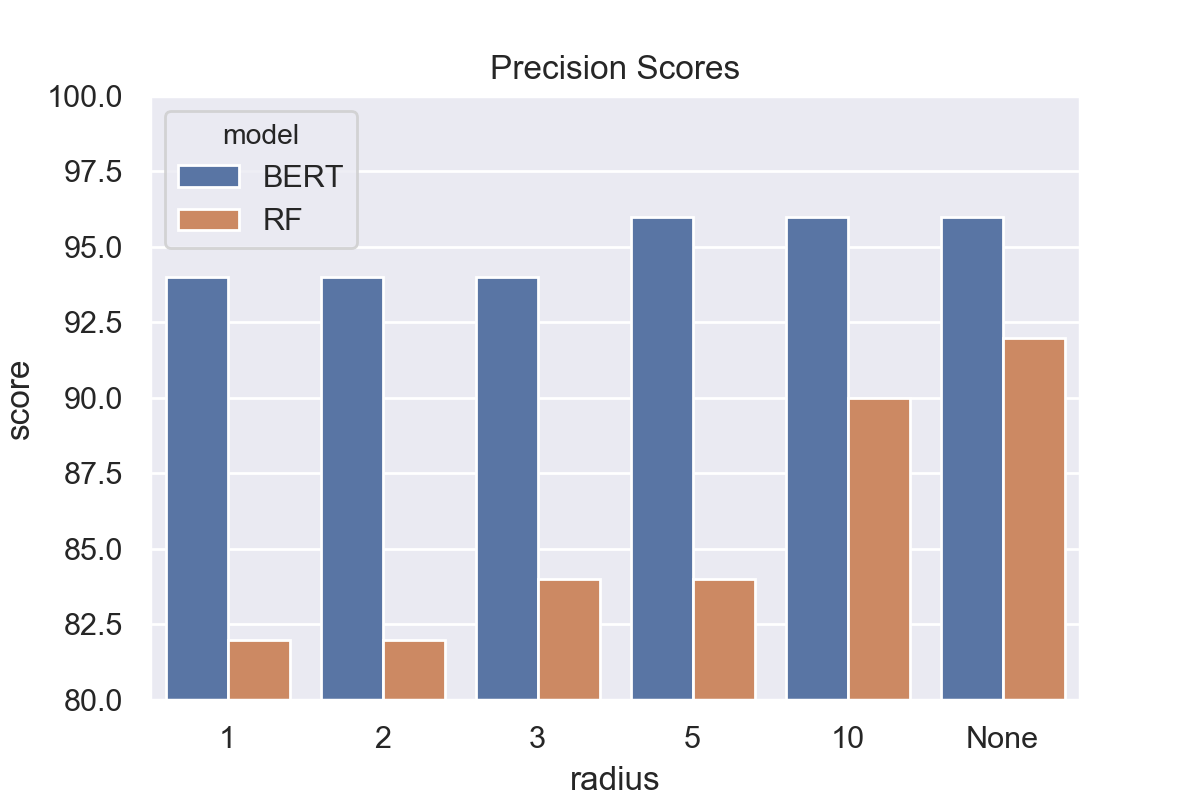 Precision Scores
100.0
97.5
95.0
92.5
90.0
87.5
85.0
82.5
80.0
score
model
BERT
RF
1 2 3 5 10 None
radius